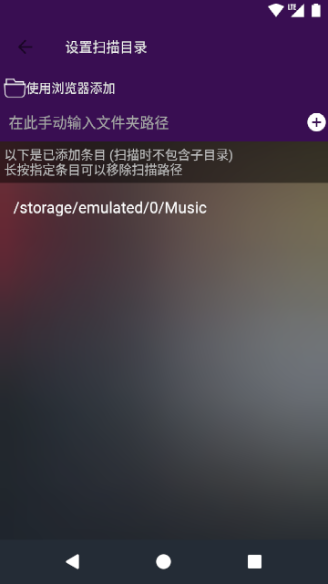 LTE
设置扫描目录
使用浏览器添加
在此手动输入文件夹路径
以下是已添加条目 (扫描时不包含子目录)
长按指定条目可以移除扫描路径
/storage/emulated/0/Music